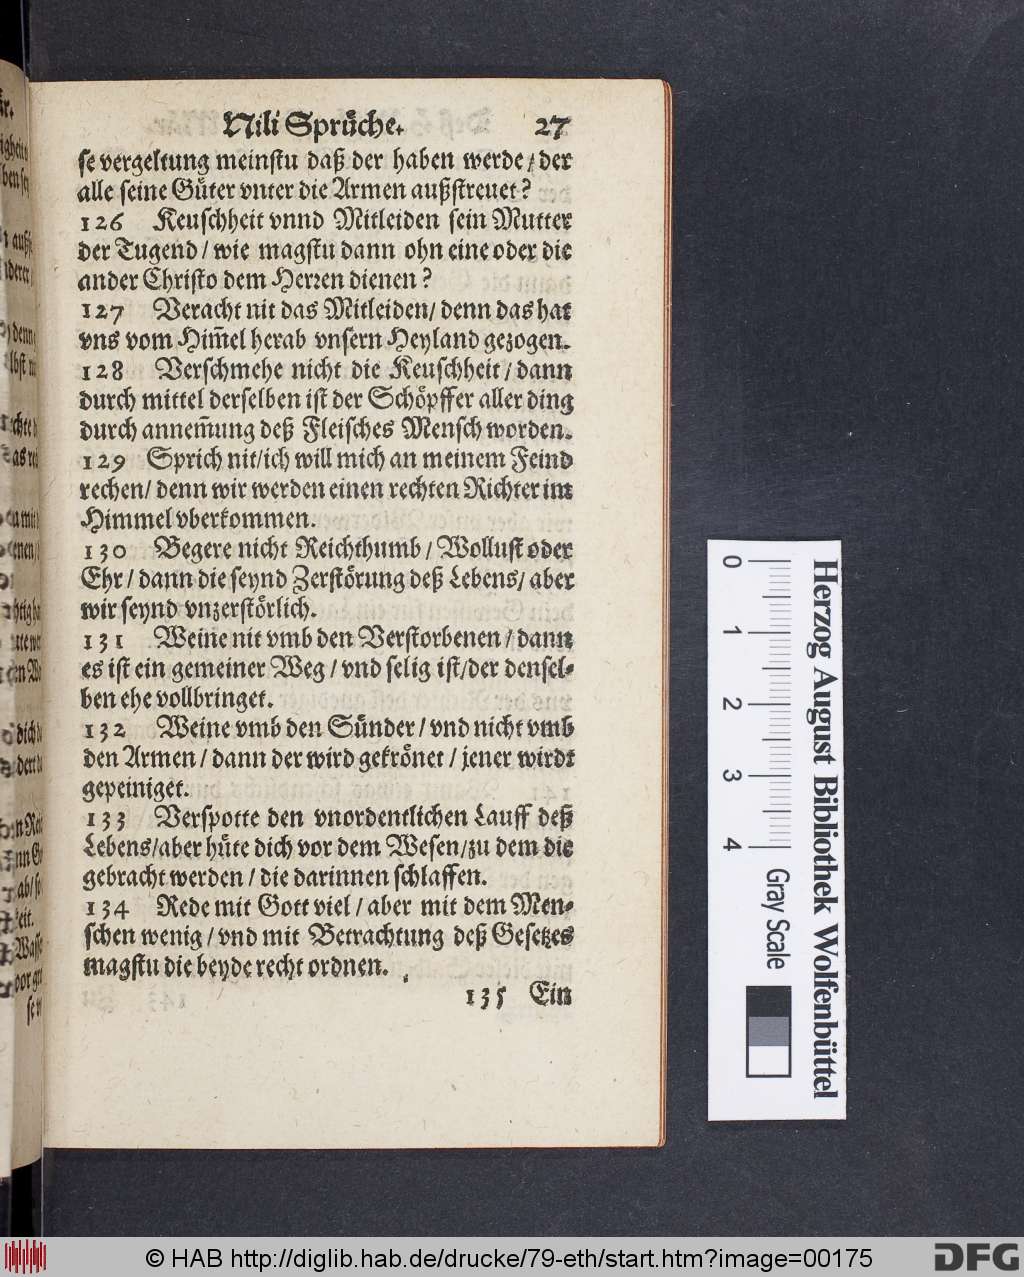 Nili Sprüche. 27
se vergeltung meinstu daß der haben werde / der
alle seine Güter vnter die Armen außstreuet?
126 Keuschheit vnnd Mitleiden sein Mutter
der Tugend / wie magstu dann ohn eine oder die
ander Christo dem Herren dienen?
127 Veracht nit das Mitleiden / denn das hat
vns vom Him̃el herab vnsern Heyland gezogen.
128 Verschmehe nicht die Keuschheit / dann
durch mittel derselben ist der Schöpffer aller ding
durch annem̃ung deß Fleisches Mensch worden.
129 Sprich nit / ich will mich an meinem Feind
rechen / denn wir werden einen rechten Richter im
Himmel vberkommen.
130 Begere nicht Reichthumb / Wollust oder
Ehr / dann die seynd Zerstörung deß Lebens / aber
wir seynd vnzerstörlich.
131 Weine nit vmb den Verstorbenen / dann
es ist ein gemeiner Weg / vnd selig ist / der densel-
ben ehe vollbringet.
132 Weine vmb den Sünder / vnd nicht vmb
den Armen / dann der wird gekrönet / jener wirdt
gepeiniget.
133 Verspotte den vnordentlichen Lauff deß
Lebens / aber hüte dich vor dem Wesen / zu dem die
gebracht werden / die darinnen schlaffen.
134 Rede mit Gott viel / aber mit dem Men-
schen wenig / vnd mit Betrachtung deß Gesetzes
magstu die beyde recht ordnen.
135 Ein
0 1 2 3 4
Herzog August Bibliothek Wolfenbüttel
Gray Scale
© HAB http://diglib.hab.de/drucke/79-eth/start.htm?image=00175
DFG